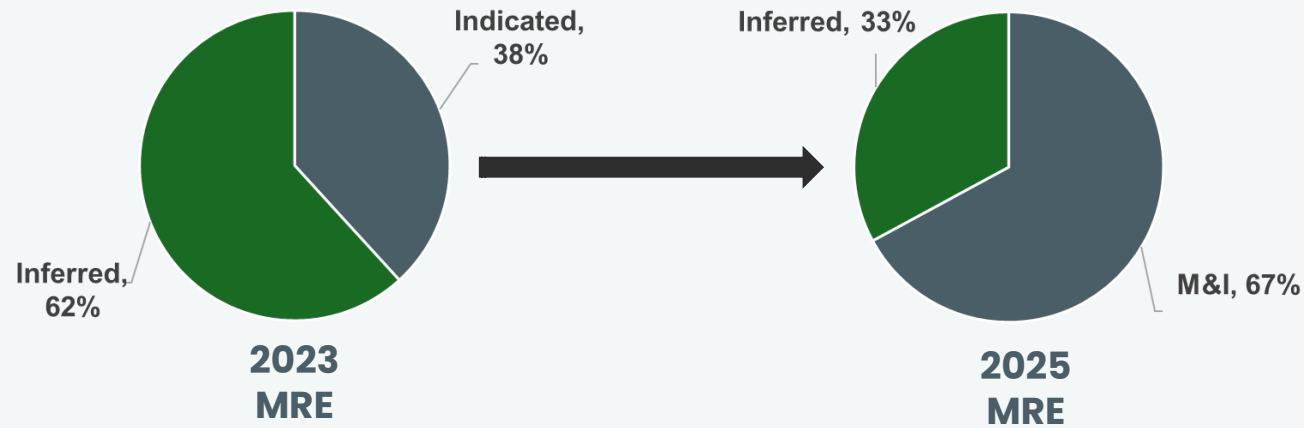 Indicated,
38%
Inferred,
62%
2023
MRE
Inferred, 33%
M&I, 67%
2025
MRE